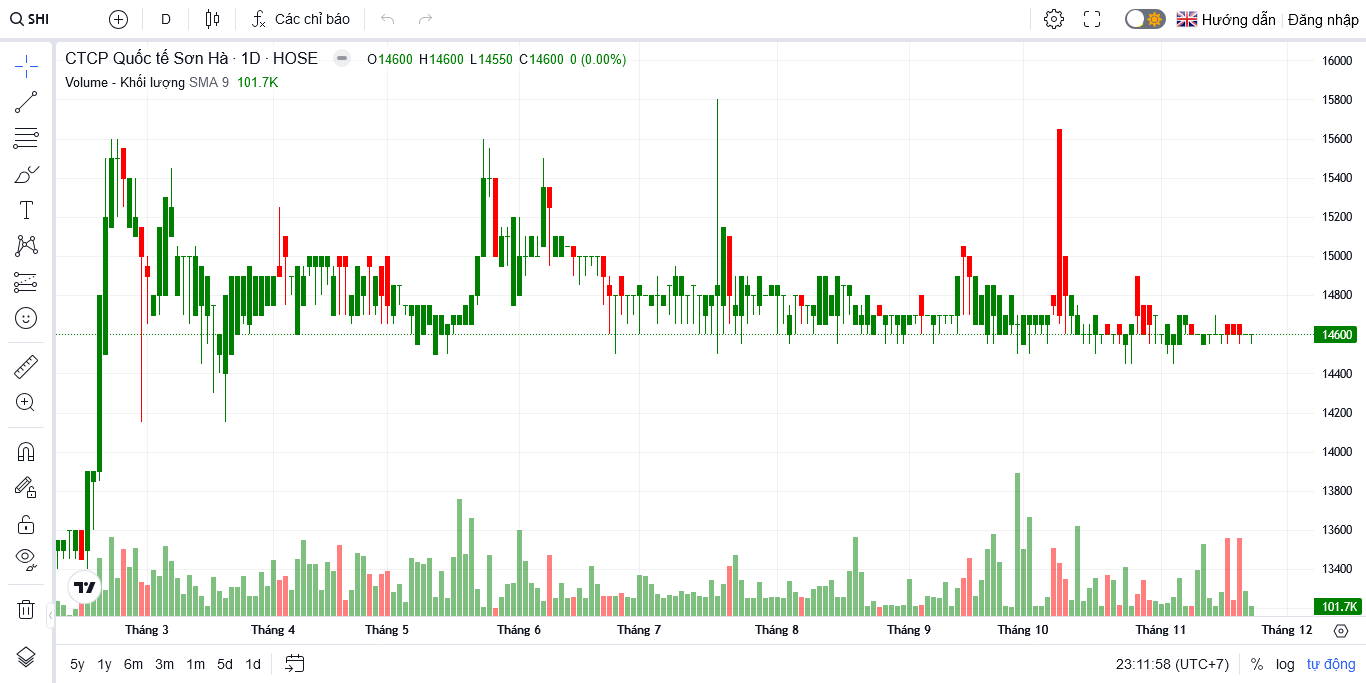 SHI D Các chỉ báo Hướng dẫn Đăng nhập
CTCP Quốc tế Sơn Hà · 1D · HOSE O14600 H14600 L14550 C14600 0 (0.00%)
Volume - Khối lượng SMA 9 101.7K
16000
15800
15600
15400
15200
15000
14800
14600
14400
14200
14000
13800
13600
13400
101.7K
Tháng 3 Tháng 4 Tháng 5 Tháng 6 Tháng 7 Tháng 8 Tháng 9 Tháng 10 Tháng 11 Tháng 12
5y 1y 6m 3m 1m 5d 1d 23:11:58 (UTC+7) % log tự động